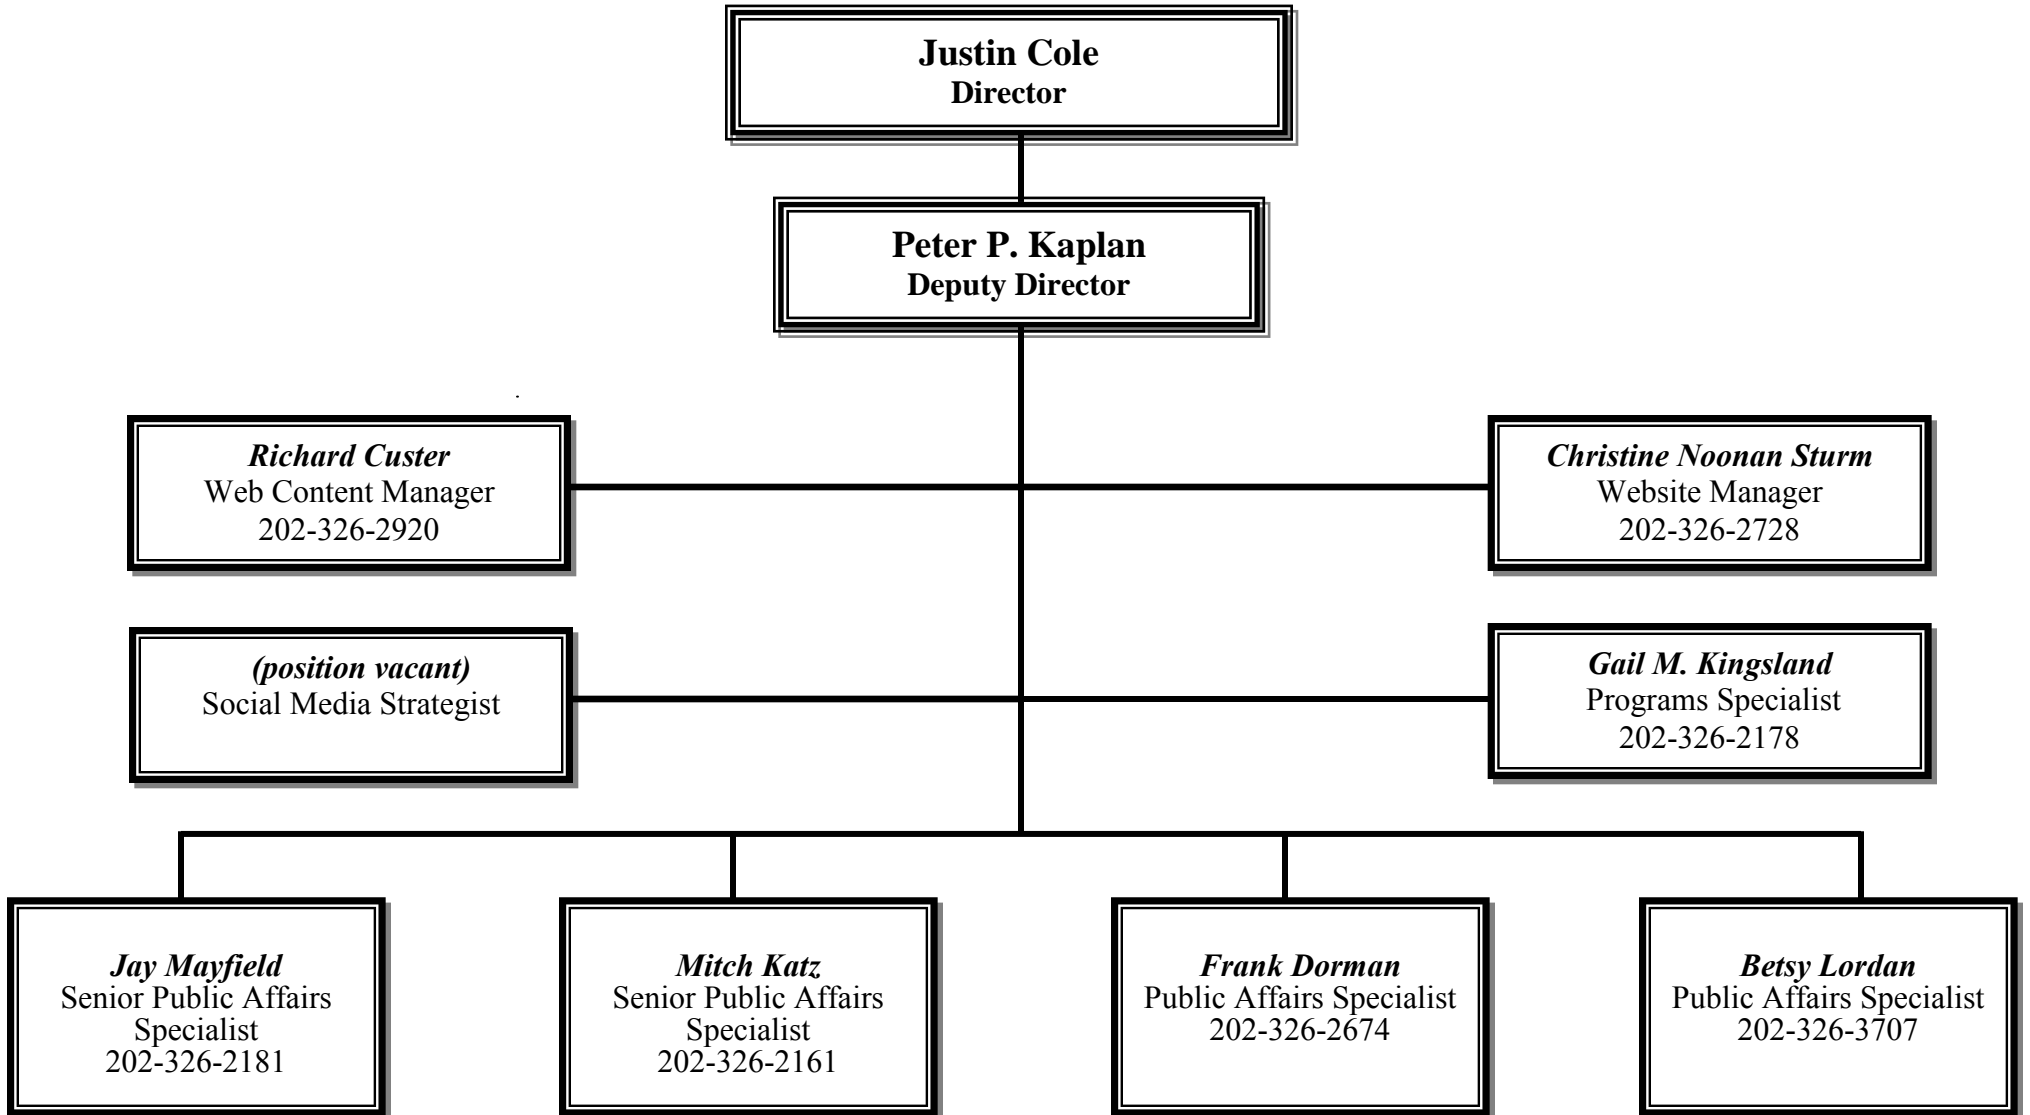 Justin Cole
Director
Peter P. Kaplan
Deputy Director
Richard Custer
Web Content Manager
202-326-2920
Christine Noonan Sturm
Website Manager
202-326-2728
(position vacant)
Social Media Strategist
Gail M. Kingsland
Programs Specialist
202-326-2178
Jay Mayfield
Senior Public Affairs
Specialist
202-326-2181
Mitch Katz
Senior Public Affairs
Specialist
202-326-2161
Frank Dorman
Public Affairs Specialist
202-326-2674
Betsy Lordan
Public Affairs Specialist
202-326-3707